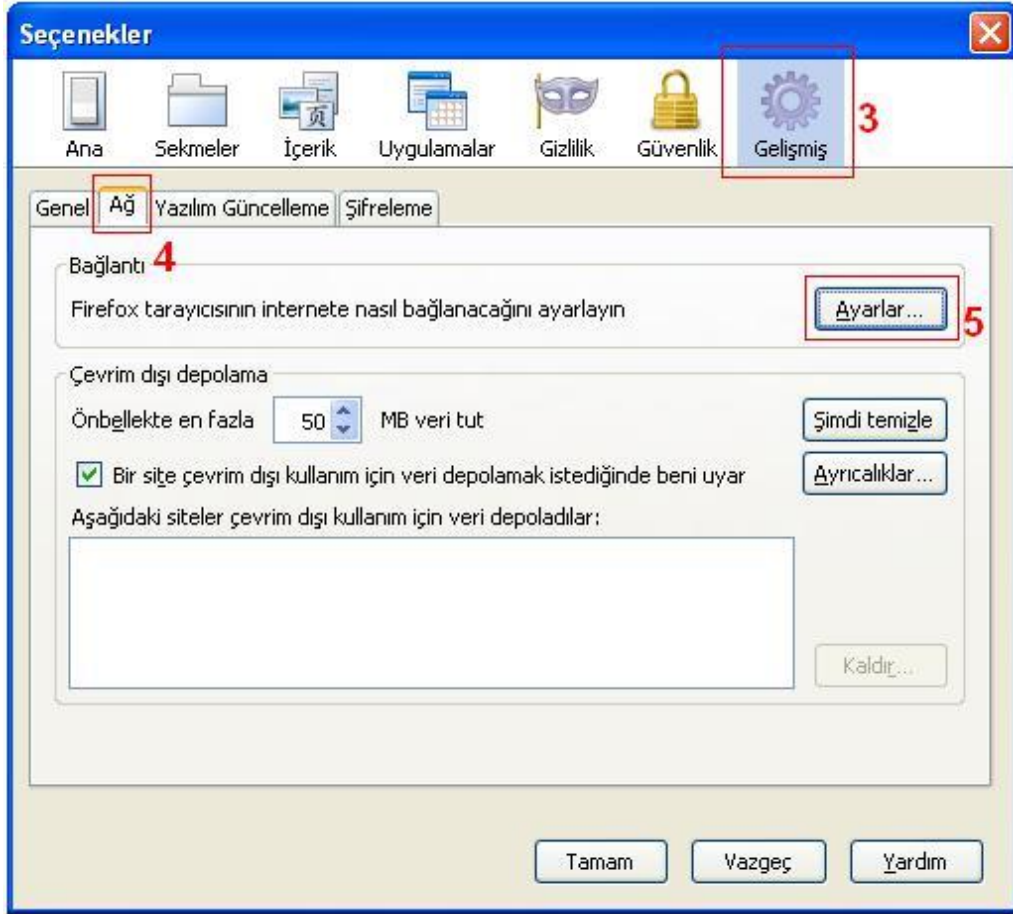 Seçenekler
Ana Sekmeler İçerik Uygulamalar Gizlilik Güvenlik Gelişmiş 3
Genel Ağ Yazılım Güncelleme Şifreleme
4
Bağlantı
Firefox tarayıcısının internete nasıl bağlanacağını ayarlayın Ayarlar... 5
Çevrim dışı depolama
Önbellekte en fazla 50 MB veri tut Şimdi temizle
Bir site çevrim dışı kullanım için veri depolamak istediğinde beni uyar Ayrıcalıklar...
Aşağıdaki siteler çevrim dışı kullanım için veri depoladılar:
Kaldır...
Tamam Vazgeç Yardım